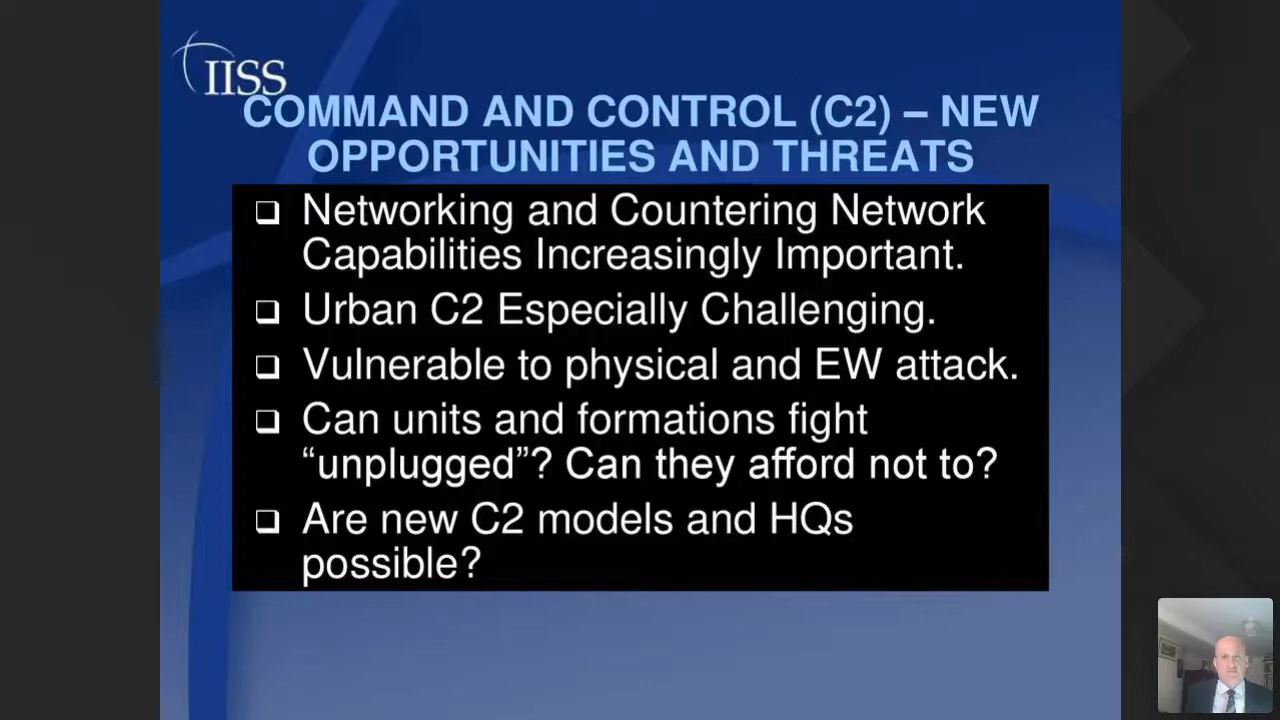 IISS
COMMAND AND CONTROL (C2) – NEW
OPPORTUNITIES AND THREATS
Networking and Countering Network
Capabilities Increasingly Important.
Urban C2 Especially Challenging.
Vulnerable to physical and EW attack.
Can units and formations fight
“unplugged”? Can they afford not to?
Are new C2 models and HQs
possible?